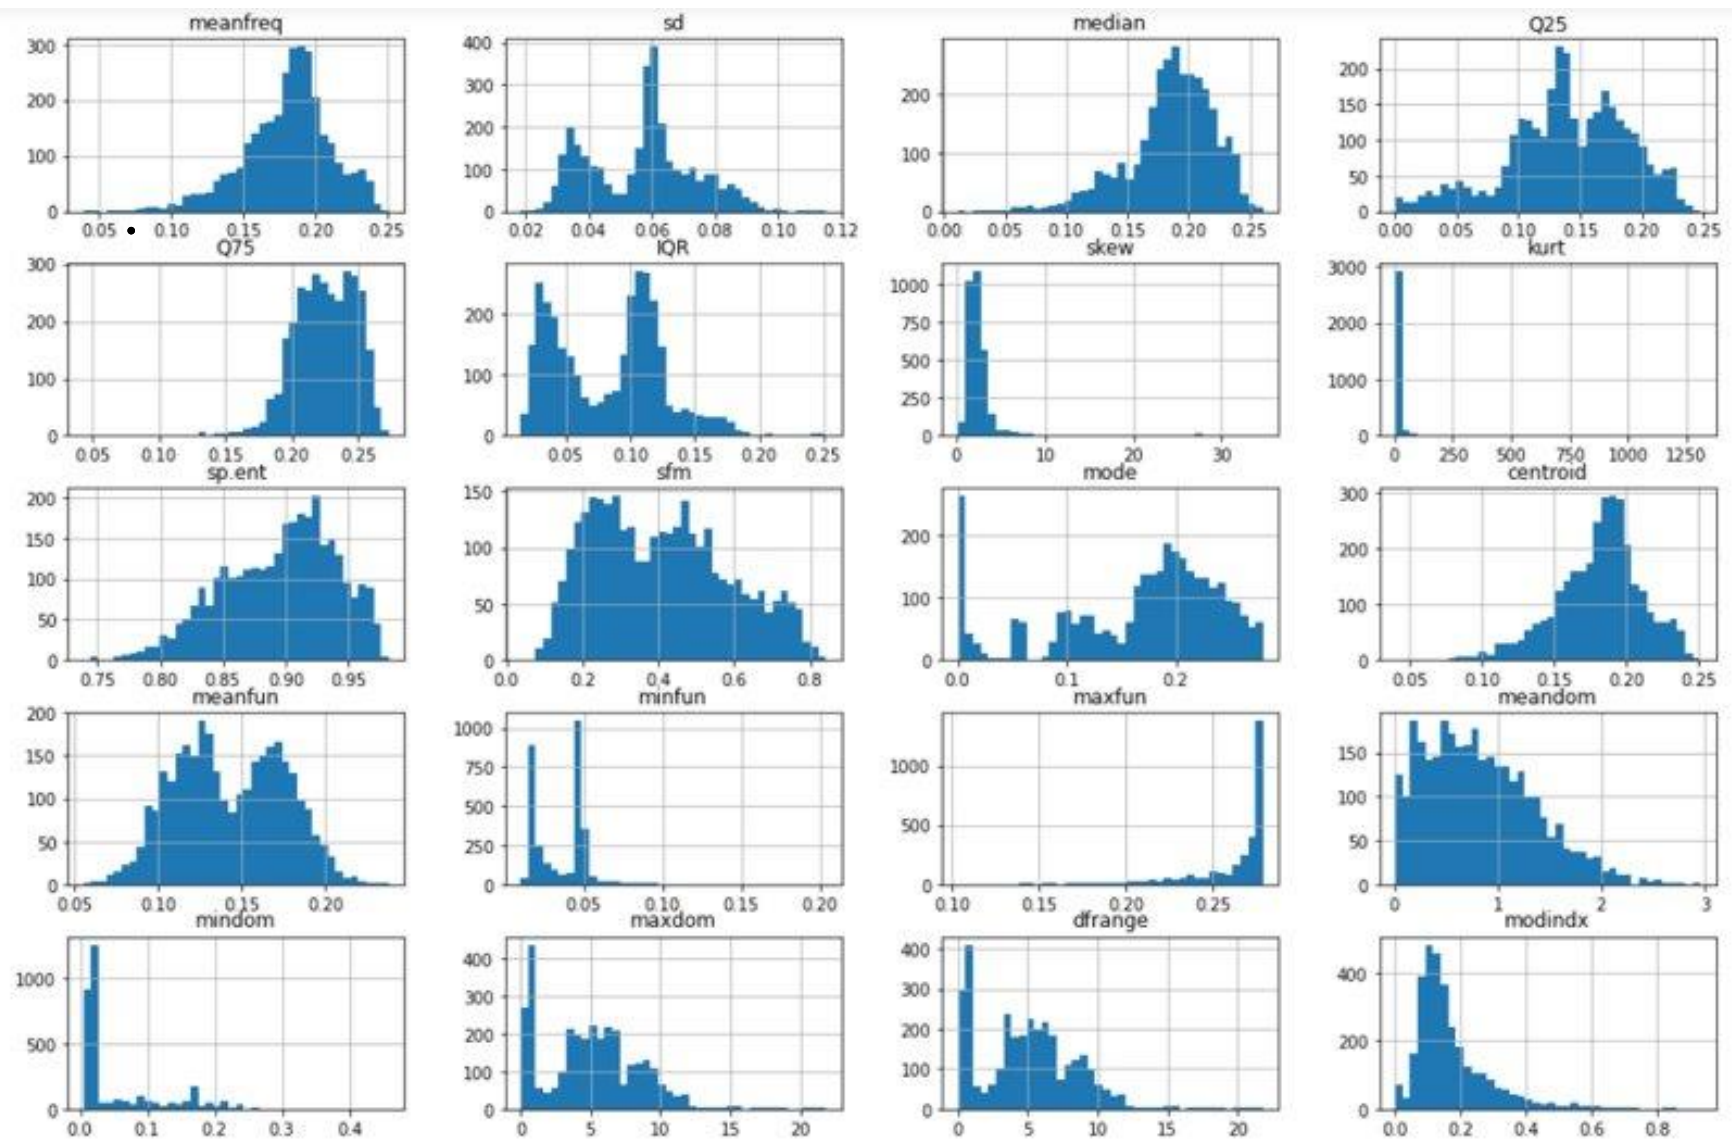 meanfreq sd median Q25
300 400 200
200 300 200 150
100 200 100 100
0 100 0 50
0 0
0.05 0.10 0.15 0.20 0.25 0.02 0.04 0.06 0.08 0.10 0.12 0.00 0.05 0.10 0.15 0.20 0.25 0.00 0.05 0.10 0.15 0.20 0.25
Q75 IQR skew kurt
300 200 1000 3000
200 100 750 2000
100 0 500 1000
0 250 0
0
0.05 0.10 0.15 0.20 0.25 0.05 0.10 0.15 0.20 0.25 0 10 20 30 0 250 500 750 1000 1250
sp.ent sfm mode centroid
200 150 200 300
150 100 100 200
100 50 0 100
50 0 0
0
0.75 0.80 0.85 0.90 0.95 0.0 0.2 0.4 0.6 0.8 0.0 0.1 0.2 0.05 0.10 0.15 0.20 0.25
meanfun minfun maxfun meandom
200 1000 1000 150
150 750 500 100
100 500 0 50
50 250 0
0 0
0.05 0.10 0.15 0.20 0.05 0.10 0.15 0.20 0.10 0.15 0.20 0.25 0 1 2 3
mindom maxdom dfrange modindx
1000 400 400 400
500 300 300 200
0 200 200 0
100 100
0 0
0.0 0.1 0.2 0.3 0.4 0 5 10 15 20 0 5 10 15 20 0.0 0.2 0.4 0.6 0.8